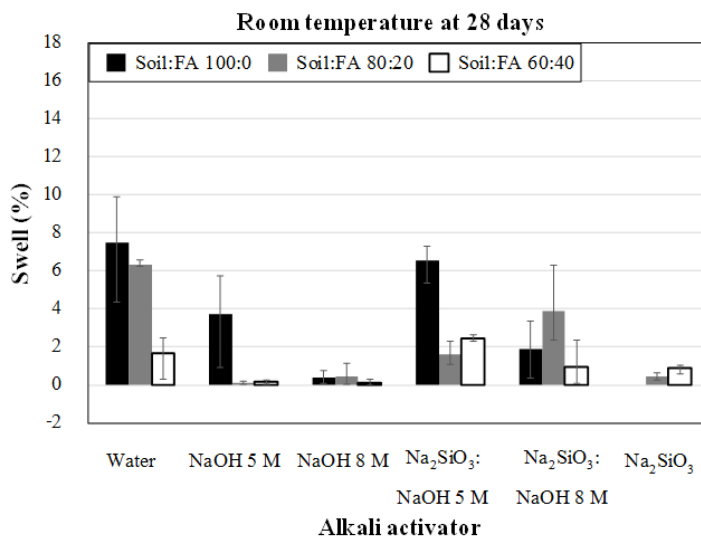 Room temperature at 28 days
Soil:FA 100:0 Soil:FA 80:20 Soil:FA 60:40
18
16
14
12
10
8
6
4
2
0
-2
Swell (%)
Water NaOH 5 M NaOH 8 M Na₂SiO₃: Na₂SiO₃: Na₂SiO₃
NaOH 5 M NaOH 8 M
Alkali activator